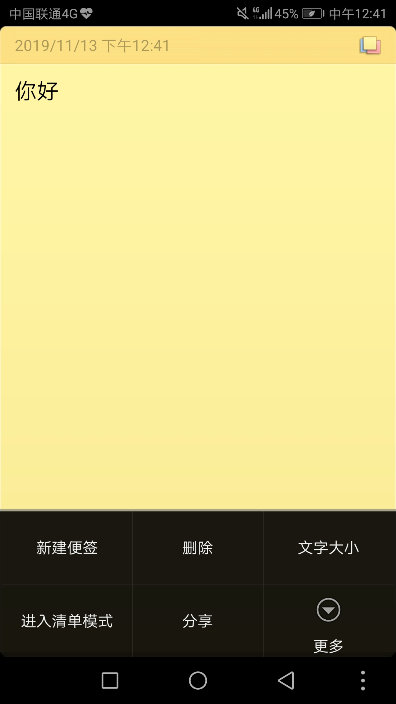 中国联通4G 45% 中午12:41
2019/11/13 下午12:41
你好
新建便签 删除 文字大小
进入清单模式 分享 更多